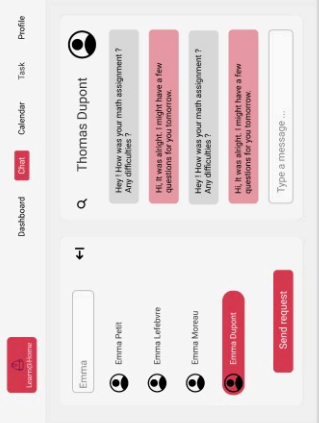 Learn@Home
Dashboard
Chat
Calendar
Task
Profile
Emma
Emma Petit
Emma Lefebvre
Emma Moreau
Emma Dupont
Send request
Thomas Dupont
Hey ! How was your math assignment ?
Any difficulties ?
Hi, It was alright. I might have a few
questions for you tomorrow.
Hey ! How was your math assignment ?
Any difficulties ?
Hi, It was alright. I might have a few
questions for you tomorrow.
Type a message ...